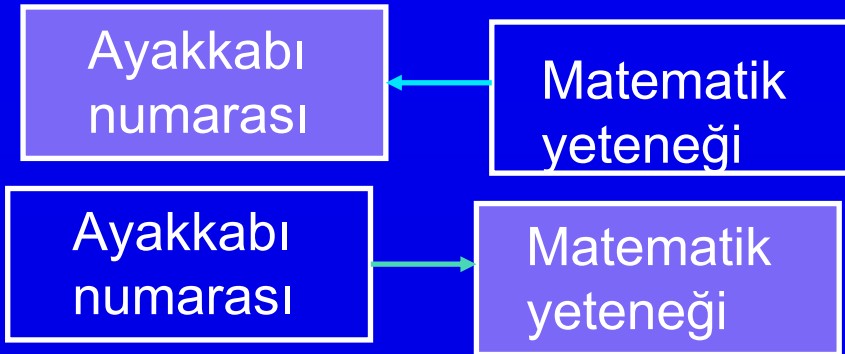 Ayakkabı
numarası
Matematik
yeteneği
Ayakkabı
numarası
Matematik
yeteneği